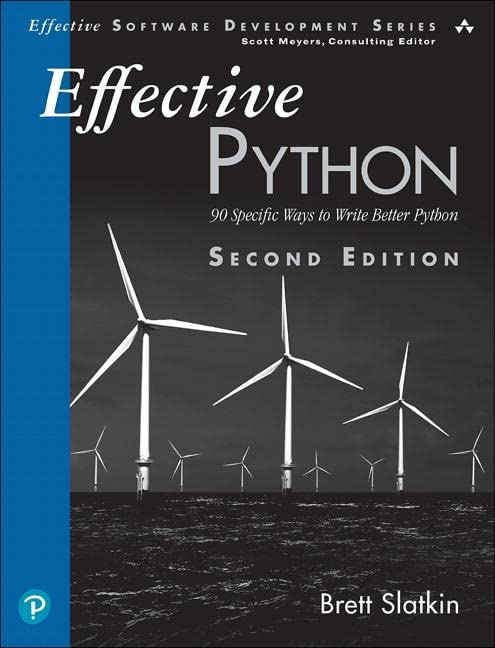 Effective Software Development Series
Scott Meyers, Consulting Editor
Effective
Python
90 Specific Ways to Write Better Python
Second Edition
Brett Slatkin
P